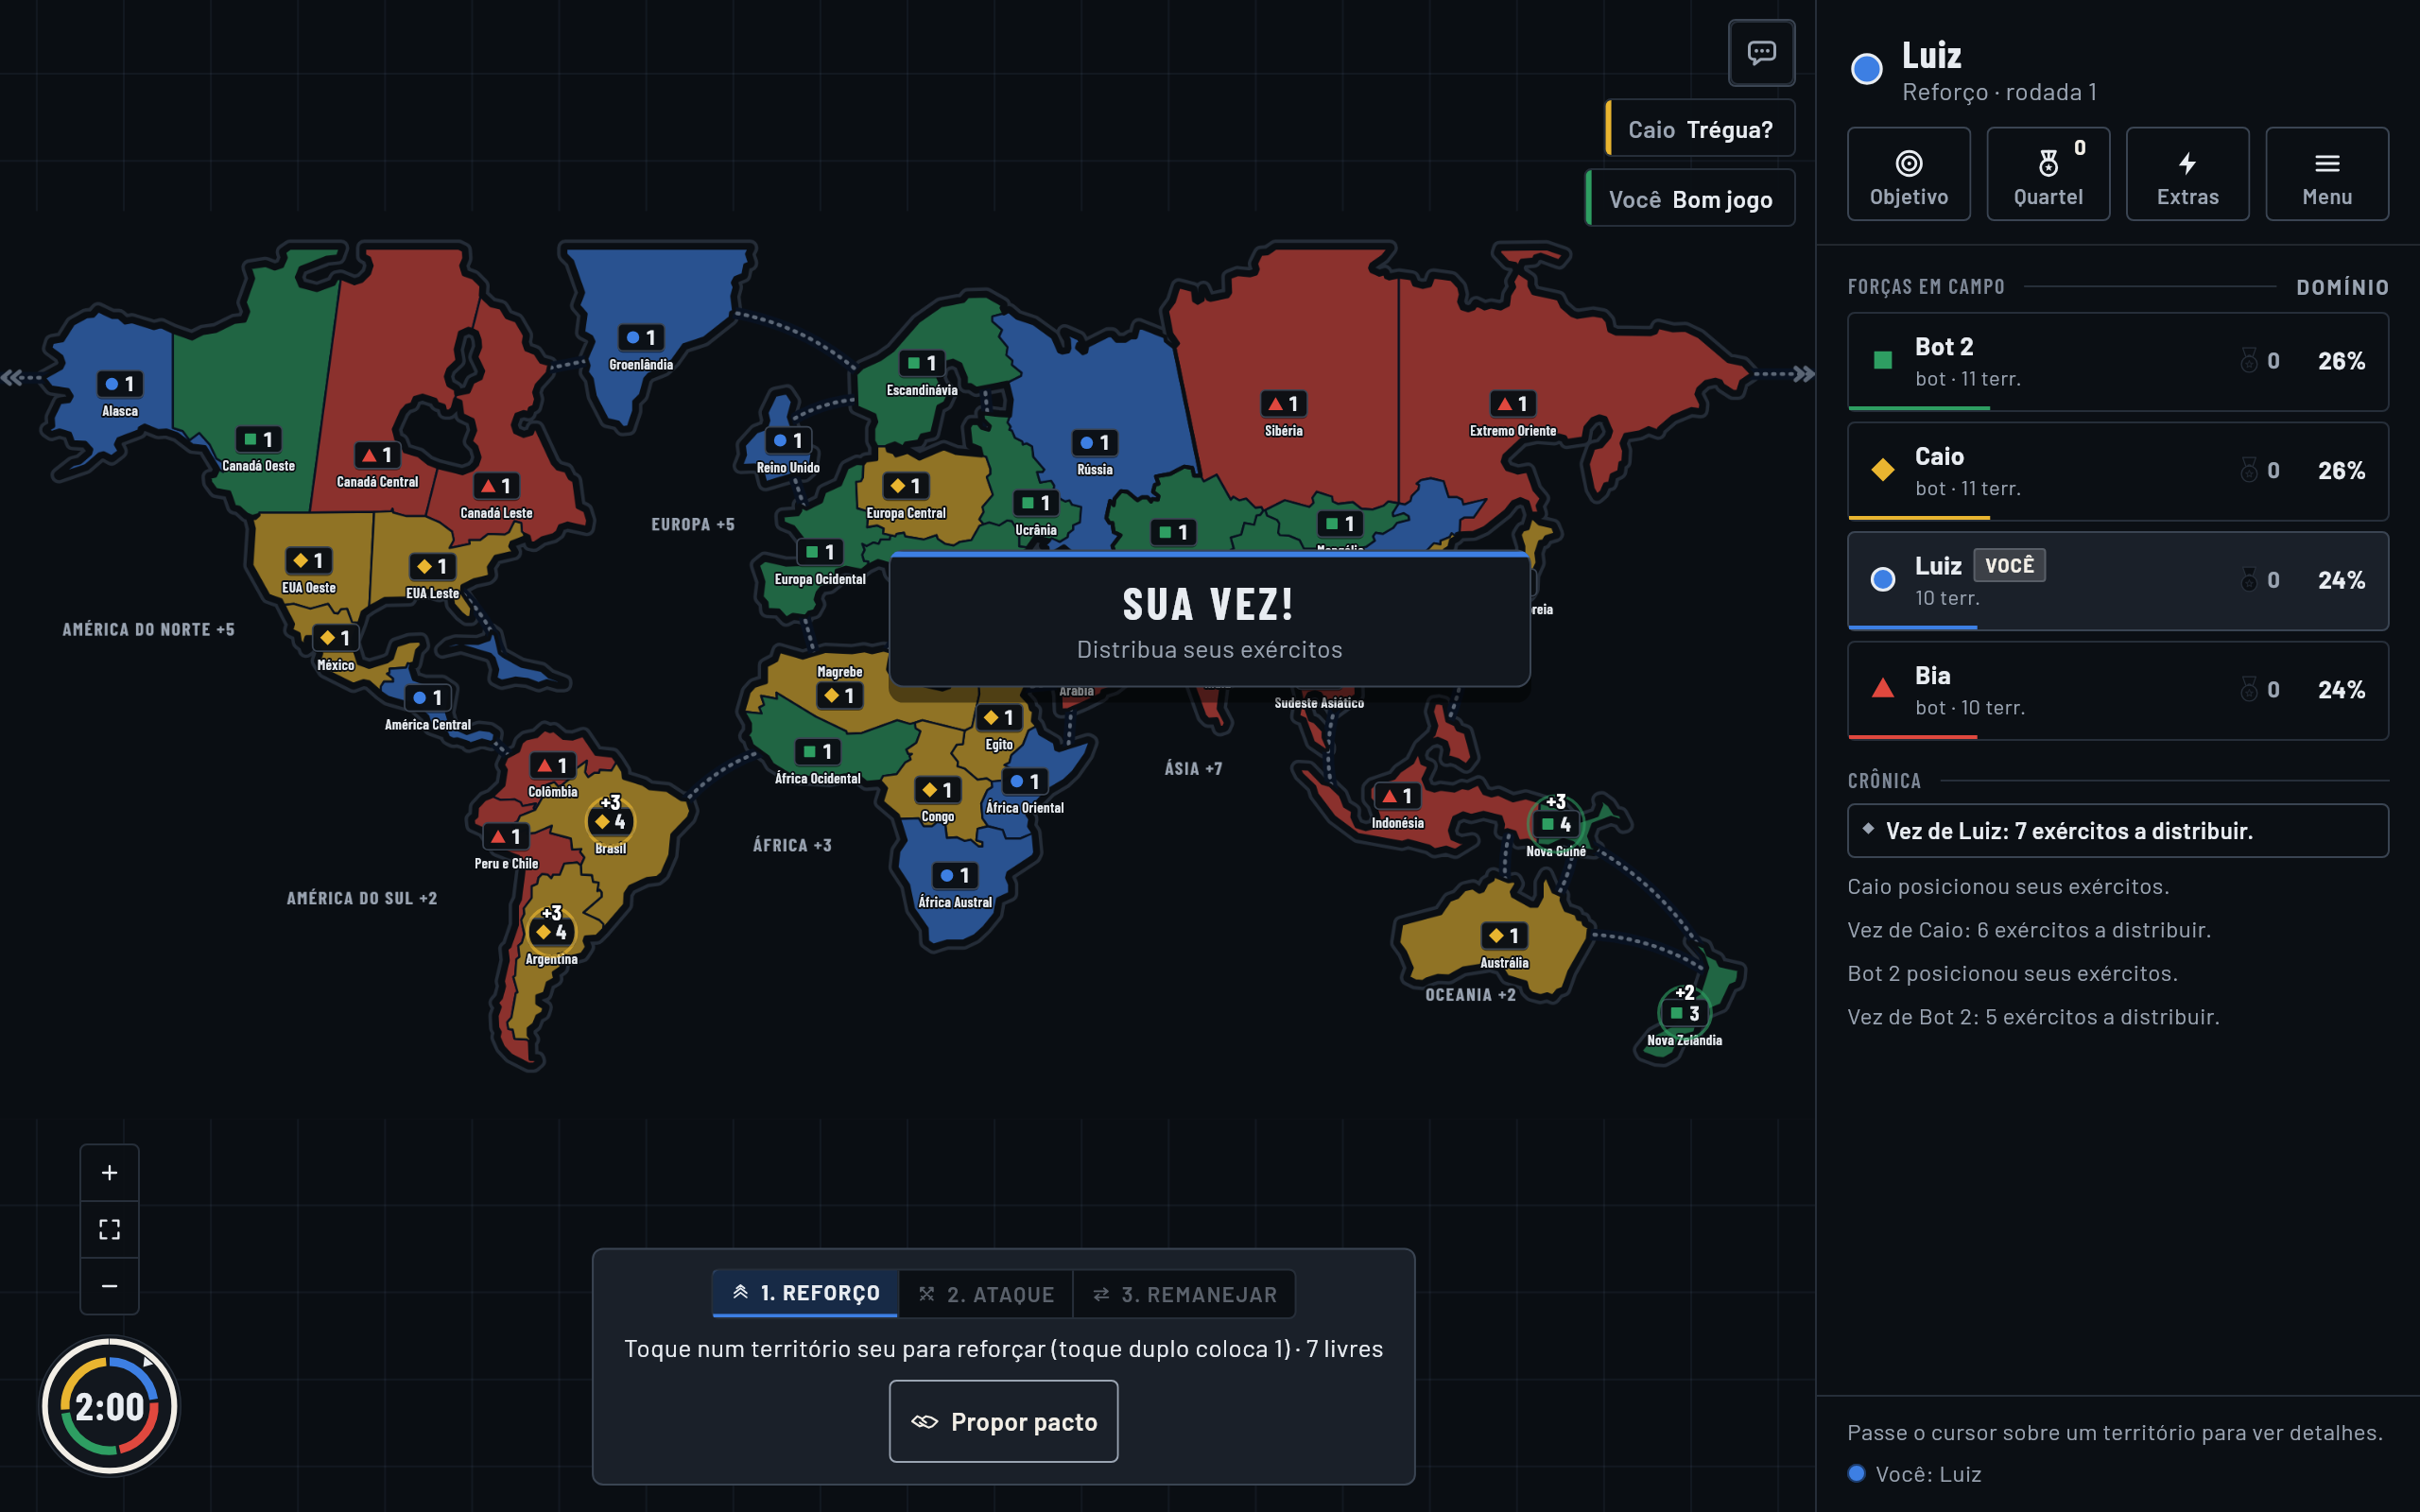 Caio Trégua?
Você Bom jogo
Luiz
Reforço · rodada 1
Objetivo
0
Quartel
Extras
Menu
FORÇAS EM CAMPO
DOMÍNIO
Bot 2
bot · 11 terr.
0
26%
Caio
bot · 11 terr.
0
26%
Luiz VOCÊ
10 terr.
0
24%
Bia
bot · 10 terr.
0
24%
CRÔNICA
Vez de Luiz: 7 exércitos a distribuir.
Caio posicionou seus exércitos.
Vez de Caio: 6 exércitos a distribuir.
Bot 2 posicionou seus exércitos.
Vez de Bot 2: 5 exércitos a distribuir.
Passe o cursor sobre um território para ver detalhes.
Você: Luiz
1
Alasca
1
Canadá Oeste
1
Canadá Central
1
Canadá Leste
1
Groenlândia
1
EUA Oeste
1
EUA Leste
1
México
1
América Central
AMÉRICA DO NORTE +5
1
Colômbia
1
Peru e Chile
+3
4
Brasil
+3
4
Argentina
AMÉRICA DO SUL +2
1
Escandinávia
1
Reino Unido
1
Europa Central
1
Ucrânia
1
Rússia
1
Europa Ocidental
EUROPA +5
Magrebe
1
1
África Ocidental
1
Egito
1
Congo
1
África Oriental
1
África Austral
ÁFRICA +3
1
Sibéria
1
Extremo Oriente
1
1
Sudeste Asiático
ÁSIA +7
1
Indonésia
+3
4
Nova Guiné
1
Austrália
+2
3
Nova Zelândia
OCEANIA +2
SUA VEZ!
Distribua seus exércitos
+
−
2:00
1. REFORÇO
2. ATAQUE
3. REMANEJAR
Toque num território seu para reforçar (toque duplo coloca 1) · 7 livres
Propor pacto